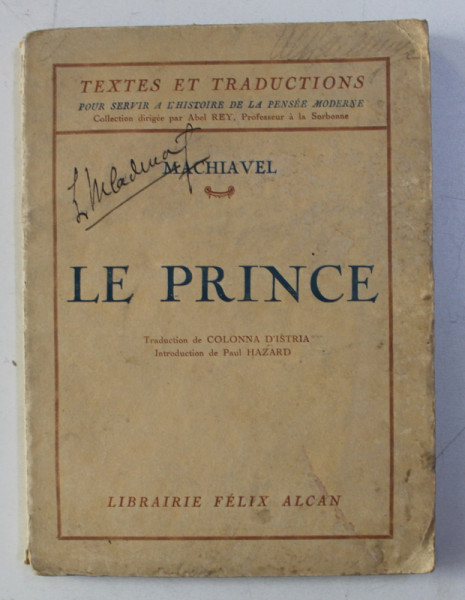 TEXTES ET TRADUCTIONS
POUR SERVIR A L'HISTOIRE DE LA PENSÉE MODERNE
Collection dirigée par Abel REY, Professeur à la Sorbonne
MACHIAVEL
LE PRINCE
Traduction de COLONNA D'ISTRIA
Introduction de Paul HAZARD
LIBRAIRIE FÉLIX ALCAN